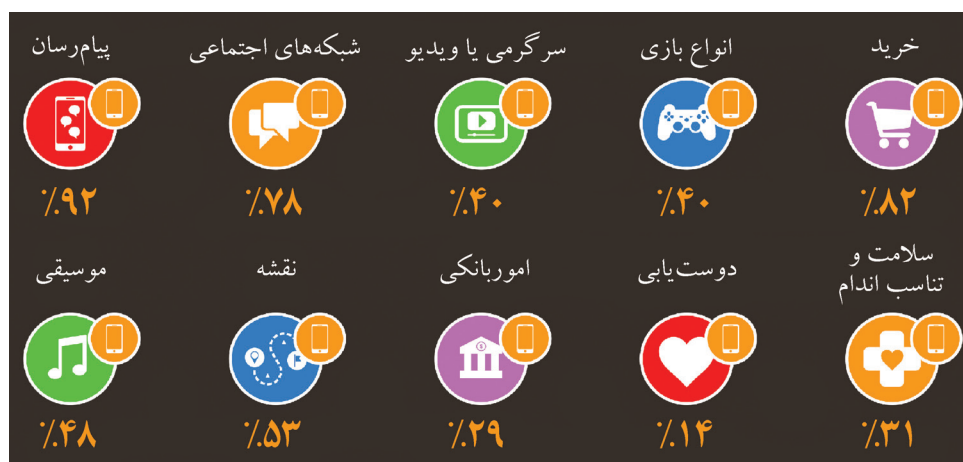 خرید
انواع بازی
سرگرمی یا ویدیو
شبکه‌های اجتماعی
پیام‌رسان
٪۸۲
٪۴۰
٪۴۰
٪۷۸
٪۹۲
سلامت و
تناسب اندام
دوست‌یابی
اموربانکی
نقشه
موسیقی
$
٪۳۱
٪۱۴
٪۲۹
٪۵۳
٪۴۸